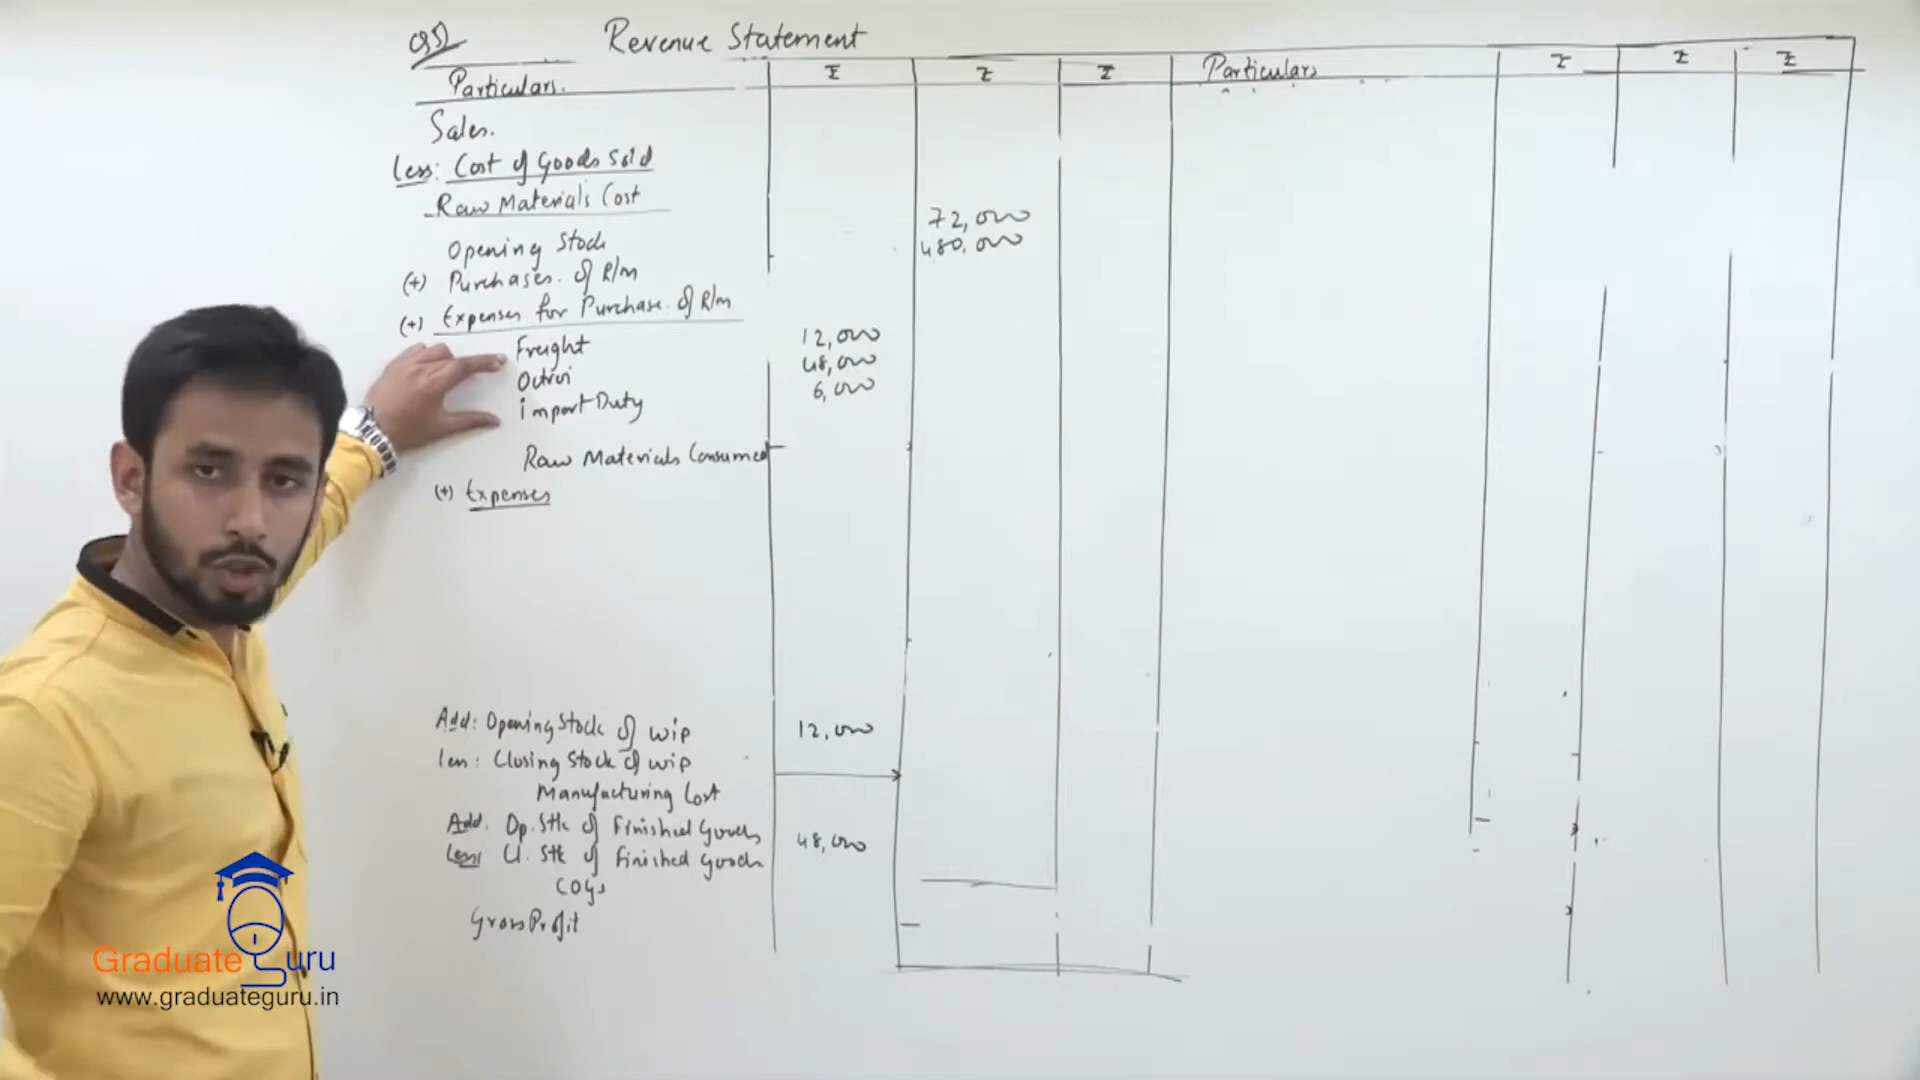 Q5) Revenue Statement
Particulars. ₹ ₹ ₹ Particulars ₹ ₹ ₹
Sales.
Less: Cost of Goods Sold
Raw Materials Cost
Opening Stock 72,000
(+) Purchases of R/m 480,000
(+) Expenses for Purchase of R/m
Freight 12,000
Octroi 48,000
import Duty 6,000
Raw Materials Consumed
(+) Expenses
Add: Opening Stock of wip 12,000
len: Closing Stock of wip
Manufacturing Cost
Add. Op. Stk of Finished Goods 48,000
Less: Cl. Stk of Finished Goods
COGS
Gross Profit
Graduate Guru
www.graduateguru.in